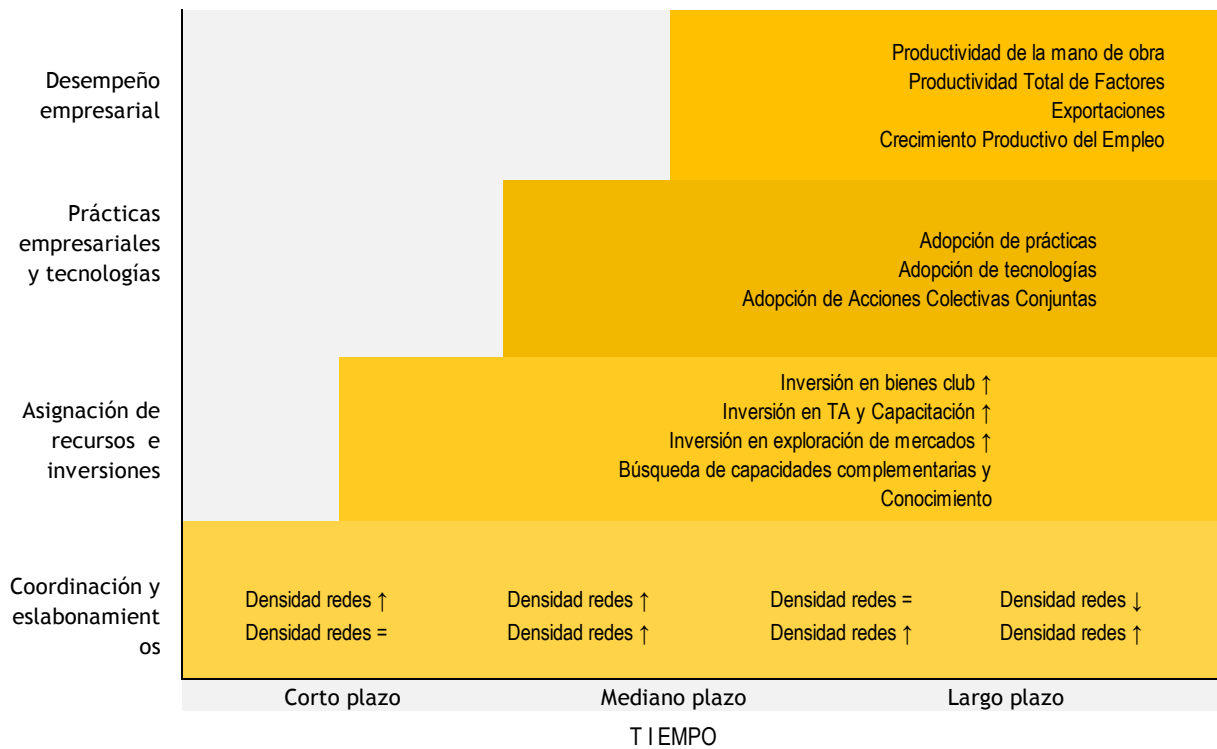 Desempeño
empresarial
Productividad de la mano de obra
Productividad Total de Factores
Exportaciones
Crecimiento Productivo del Empleo
Prácticas
empresariales
y tecnologías
Adopción de prácticas
Adopción de tecnologías
Adopción de Acciones Colectivas Conjuntas
Asignación de
recursos e
inversiones
Inversión en bienes club ↑
Inversión en TA y Capacitación ↑
Inversión en exploración de mercados ↑
Búsqueda de capacidades complementarias y
Conocimiento
Coordinación y
eslabonamient
os
Densidad redes ↑ Densidad redes ↑ Densidad redes = Densidad redes ↓
Densidad redes = Densidad redes ↑ Densidad redes ↑ Densidad redes ↑
Corto plazo Mediano plazo Largo plazo
TIEMPO